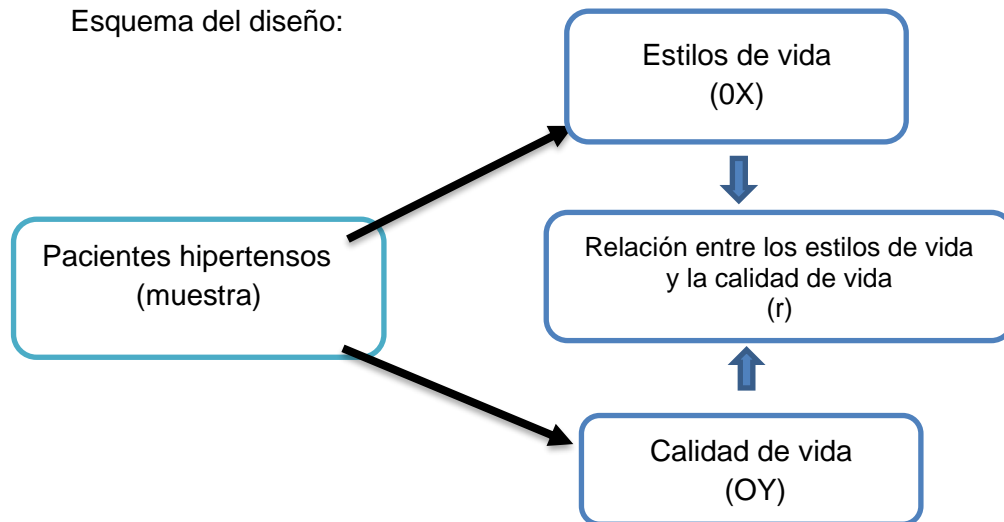 Esquema del diseño:
Estilos de vida
(0X)
Pacientes hipertensos
(muestra)
Relación entre los estilos de vida
y la calidad de vida
(r)
Calidad de vida
(OY)